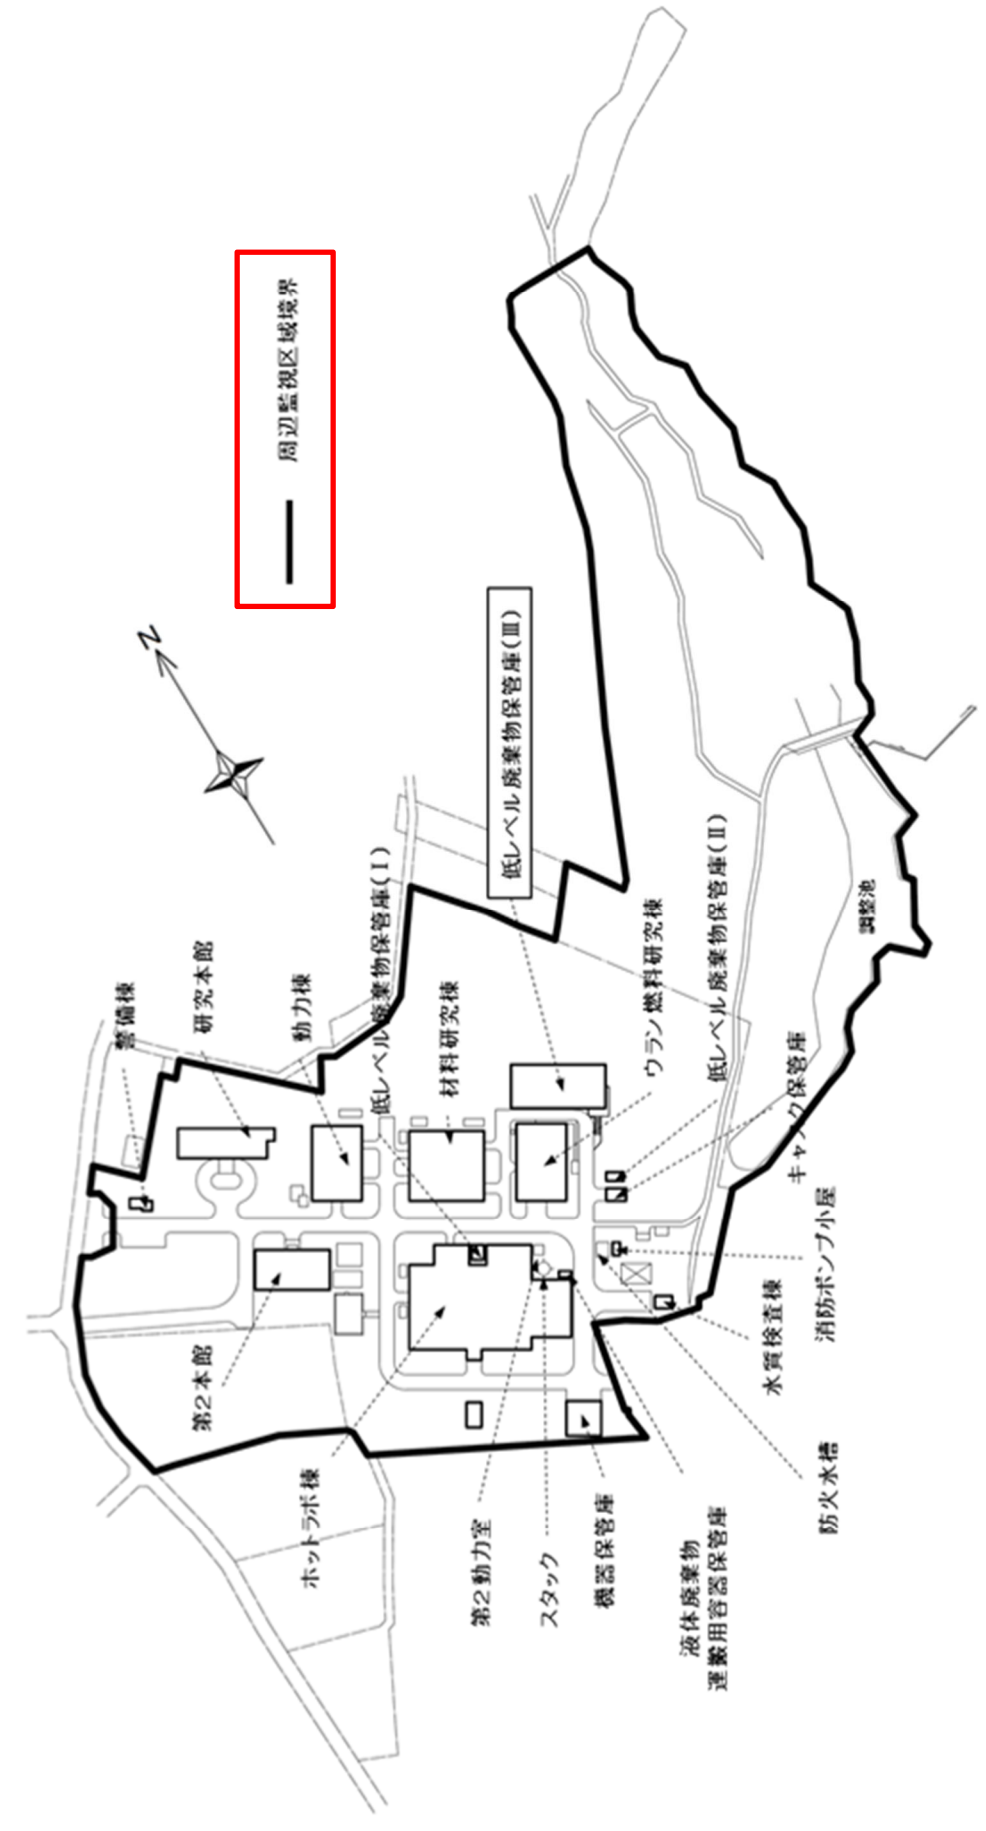 周辺監視区域境界
N
低レベル廃棄物保管庫(Ⅲ)
警備棟
研究本館
動力棟
低レベル廃棄物保管庫(Ⅰ)
材料研究棟
ウラン燃料研究棟
低レベル廃棄物保管庫(Ⅱ)
キャスク保管庫
調整池
第2本館
ホットラボ棟
第2動力室
スタック
機器保管庫
液体廃棄物
運搬用容器保管庫
水質検査棟
消防ポンプ小屋
防火水槽